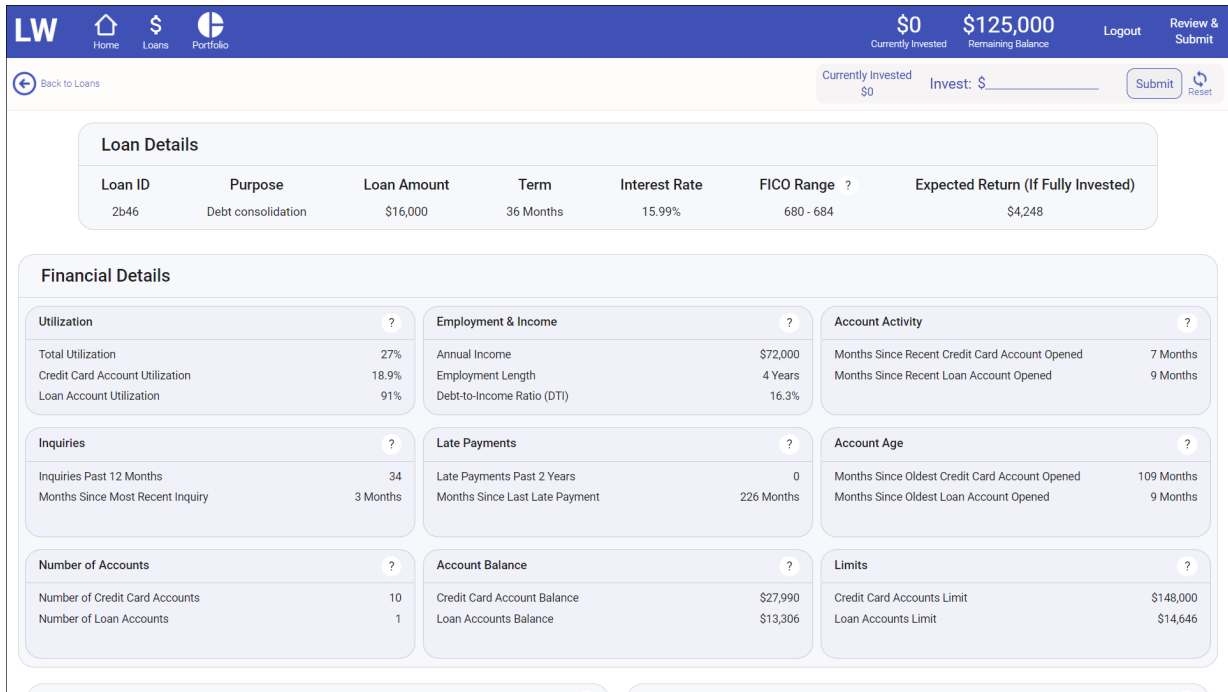 LW
Home
Loans
Portfolio
$0
Currently Invested
$125,000
Remaining Balance
Logout
Review &
Submit
Back to Loans
Currently Invested
$0
Invest: $
Submit
Reset
Loan Details
Loan ID Purpose Loan Amount Term Interest Rate FICO Range ? Expected Return (If Fully Invested)
2b46 Debt consolidation $16,000 36 Months 15.99% 680 - 684 $4,248
Financial Details
Utilization ?
Total Utilization 27%
Credit Card Account Utilization 18.9%
Loan Account Utilization 91%
Employment & Income ?
Annual Income $72,000
Employment Length 4 Years
Debt-to-Income Ratio (DTI) 16.3%
Account Activity ?
Months Since Recent Credit Card Account Opened 7 Months
Months Since Recent Loan Account Opened 9 Months
Inquiries ?
Inquiries Past 12 Months 34
Months Since Most Recent Inquiry 3 Months
Late Payments ?
Late Payments Past 2 Years 0
Months Since Last Late Payment 226 Months
Account Age ?
Months Since Oldest Credit Card Account Opened 109 Months
Months Since Oldest Loan Account Opened 9 Months
Number of Accounts ?
Number of Credit Card Accounts 10
Number of Loan Accounts 1
Account Balance ?
Credit Card Account Balance $27,990
Loan Accounts Balance $13,306
Limits ?
Credit Card Accounts Limit $148,000
Loan Accounts Limit $14,646